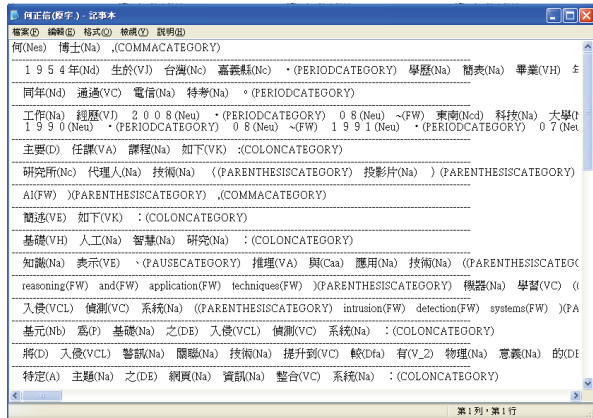 何正信(原字.) - 記事本
檔案(F) 編輯(E) 格式(O) 檢視(V) 說明(H)
何(Nes) 博士(Na) ,(COMMACATEGORY)
１９５４年(Nd) 生於(VJ) 台灣(Nc) 嘉義縣(Nc) ・(PERIODCATEGORY) 學歷(Na) 簡表(Na) 畢業(VH)
同年(Nd) 通過(VC) 電信(Na) 特考(Na) 。(PERIODCATEGORY)
工作(Na) 經歷(VJ) ２００８(Neu) ・(PERIODCATEGORY) ０８(Neu) ~(FW) 東南(Ncd) 科技(Na) 大學(
１９９０(Neu) ・(PERIODCATEGORY) ０８(Neu) ~(FW) １９９１(Neu) ・(PERIODCATEGORY) ０７(Neu
主要(D) 任課(VA) 課程(Na) 如下(VK) :(COLONCATEGORY)
研究所(Nc) 代理人(Na) 技術(Na) （(PARENTHESISCATEGORY) 投影片(Na) ）(PARENTHESISCATEGORY)
AI(FW) )(PARENTHESISCATEGORY) ,(COMMACATEGORY)
簡述(VE) 如下(VK) ：(COLONCATEGORY)
基礎(VH) 人工(Na) 智慧(Na) 研究(Na) ：(COLONCATEGORY)
知識(Na) 表示(VE) 、(PAUSECATEGORY) 推理(VA) 與(Caa) 應用(Na) 技術(Na) ((PARENTHESISCATEGO
reasoning(FW) and(FW) application(FW) techniques(FW) )(PARENTHESISCATEGORY) 機器(Na) 學習(VC) ((
入侵(VCL) 偵測(VC) 系統(Na) ((PARENTHESISCATEGORY) intrusion(FW) detection(FW) systems(FW) )(PA
基元(Nb) 為(P) 基礎(Na) 之(DE) 入侵(VCL) 偵測(VC) 系統(Na) ：(COLONCATEGORY)
將(D) 入侵(VCL) 警訊(Na) 關聯(Na) 技術(Na) 提升到(VC) 較(Dfa) 有(V_2) 物理(Na) 意義(Na) 的(DE
特定(A) 主題(Na) 之(DE) 網頁(Na) 資訊(Na) 整合(VC) 系統(Na) ：(COLONCATEGORY)
第 1 列，第 1 行